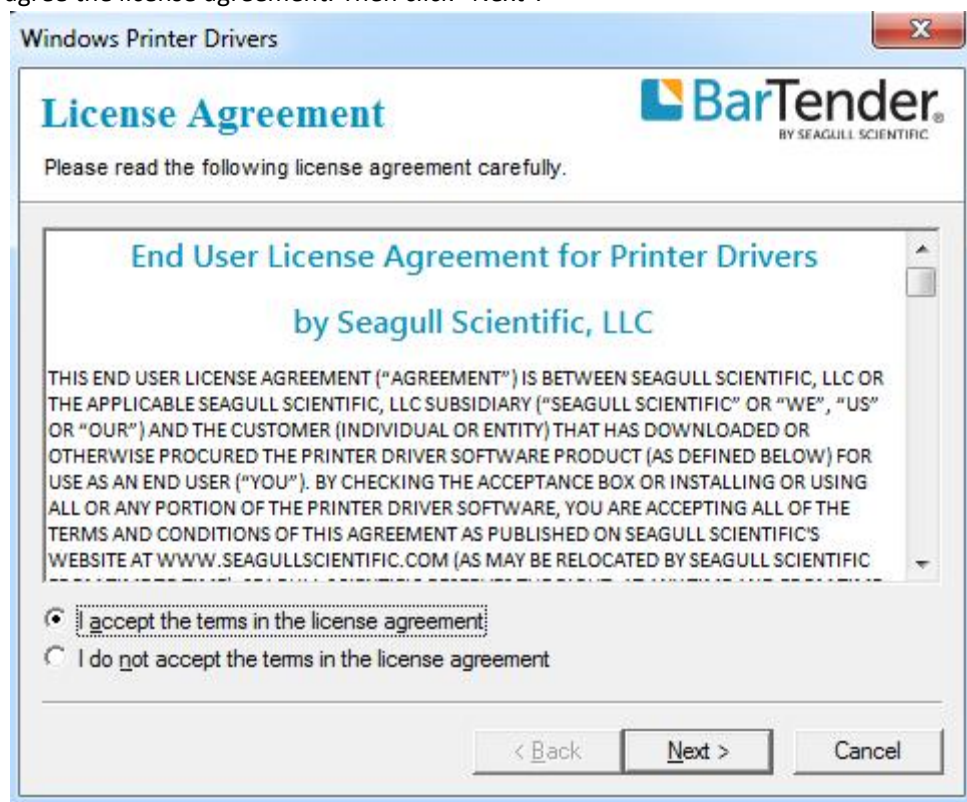 agree the license agreement. Then click "Next".
Windows Printer Drivers
License Agreement
BarTender®
BY SEAGULL SCIENTIFIC
Please read the following license agreement carefully.
End User License Agreement for Printer Drivers
by Seagull Scientific, LLC
THIS END USER LICENSE AGREEMENT (“AGREEMENT”) IS BETWEEN SEAGULL SCIENTIFIC, LLC OR
THE APPLICABLE SEAGULL SCIENTIFIC, LLC SUBSIDIARY (“SEAGULL SCIENTIFIC” OR “WE”, “US”
OR “OUR”) AND THE CUSTOMER (INDIVIDUAL OR ENTITY) THAT HAS DOWNLOADED OR
OTHERWISE PROCURED THE PRINTER DRIVER SOFTWARE PRODUCT (AS DEFINED BELOW) FOR
USE AS AN END USER (“YOU”). BY CHECKING THE ACCEPTANCE BOX OR INSTALLING OR USING
ALL OR ANY PORTION OF THE PRINTER DRIVER SOFTWARE, YOU ARE ACCEPTING ALL OF THE
TERMS AND CONDITIONS OF THIS AGREEMENT AS PUBLISHED ON SEAGULL SCIENTIFIC'S
WEBSITE AT WWW.SEAGULLSCIENTIFIC.COM (AS MAY BE RELOCATED BY SEAGULL SCIENTIFIC
I accept the terms in the license agreement
I do not accept the terms in the license agreement
< Back
Next >
Cancel